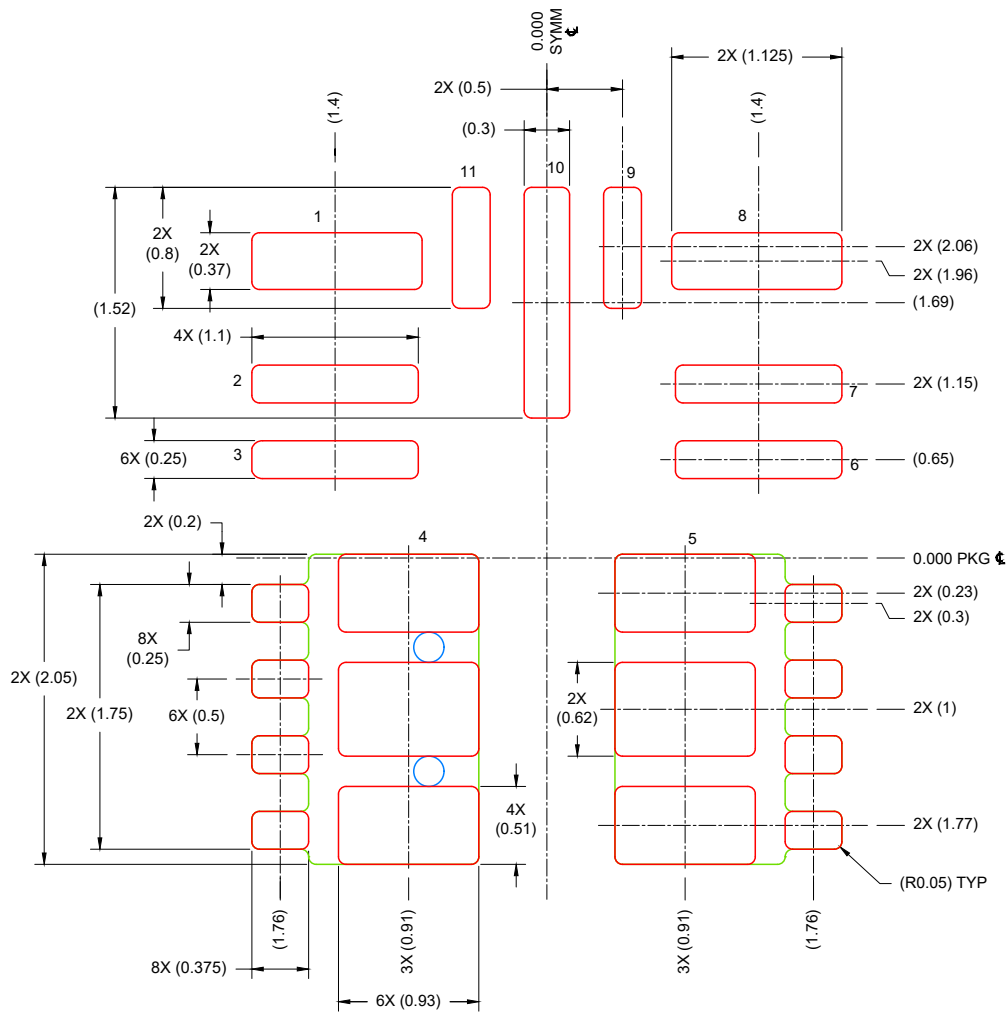 0.000
SYMM
℄
2X (1.125)
2X (0.5)
(1.4)
(1.4)
(0.3)
11
10
9
1
8
2X
(0.8)
2X
(0.37)
2X (2.06)
2X (1.96)
(1.52)
(1.69)
4X (1.1)
2
7
2X (1.15)
3
6X (0.25)
6
(0.65)
2X (0.2)
4
5
0.000 PKG ℄
2X (0.23)
2X (0.3)
8X
(0.25)
2X (2.05)
2X (1.75)
6X (0.5)
2X
(0.62)
2X (1)
4X
(0.51)
2X (1.77)
(R0.05) TYP
(1.76)
3X (0.91)
3X (0.91)
(1.76)
8X (0.375)
6X (0.93)